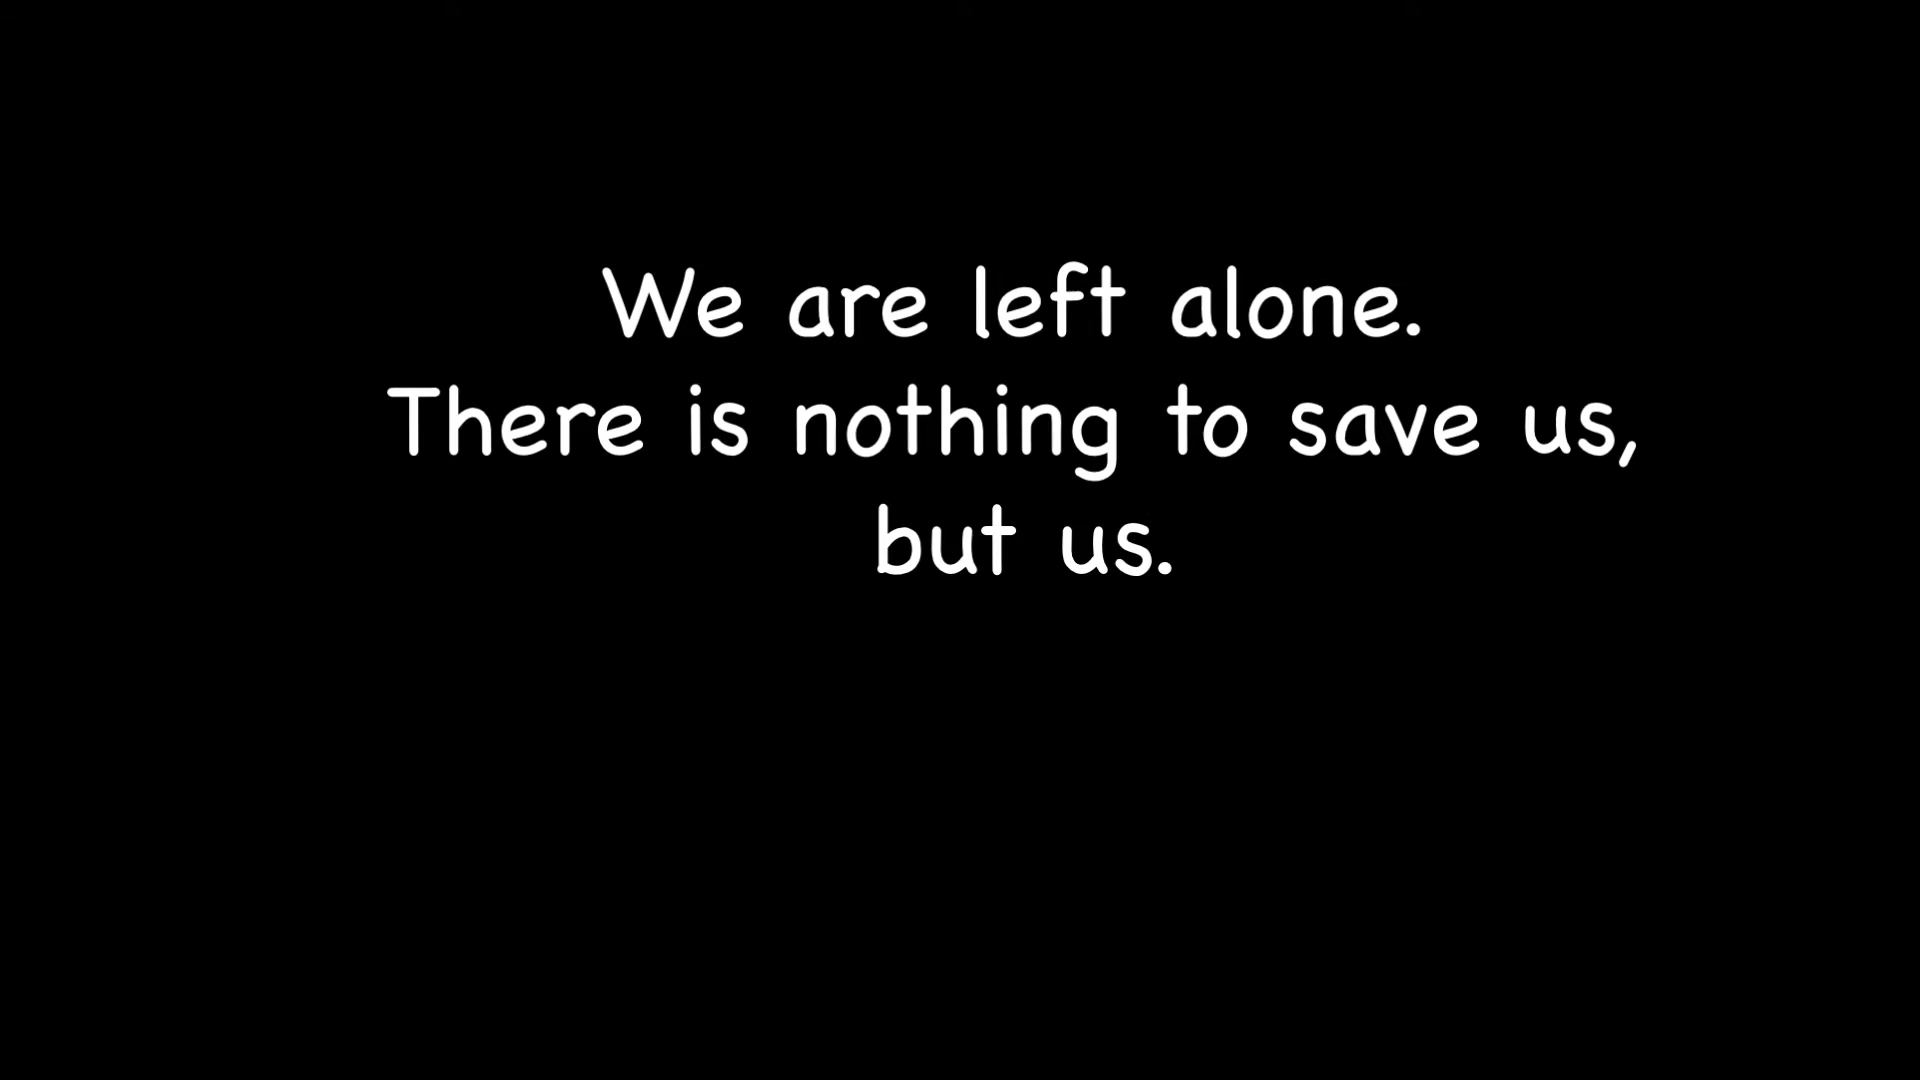 We are left alone.
There is nothing to save us,
but us.